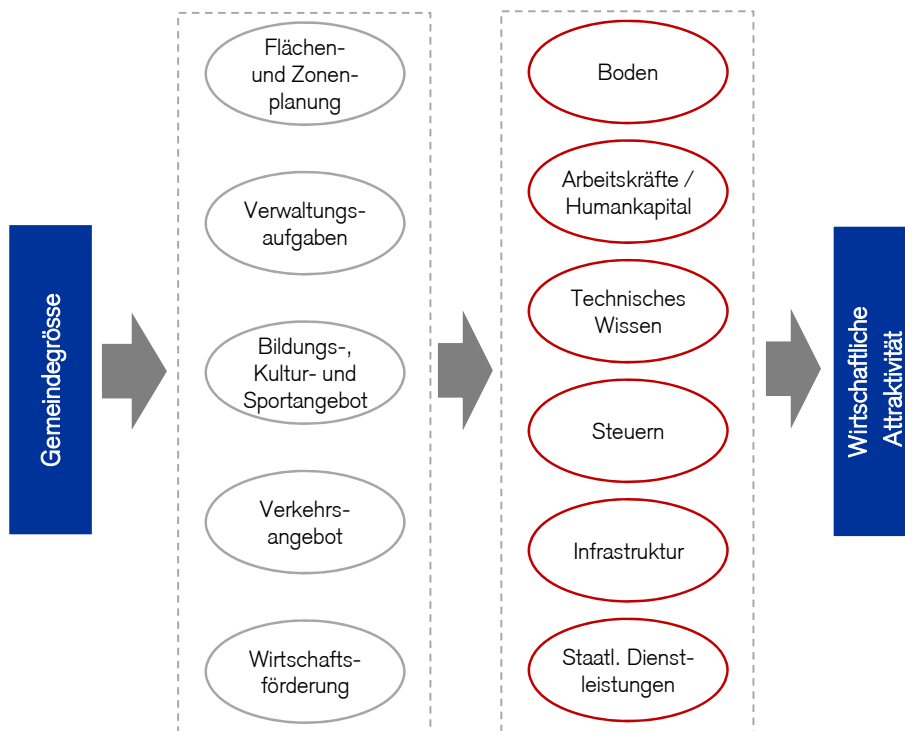 Gemeindegrösse
Flächen-
und Zonen-
planung
Verwaltungs-
aufgaben
Bildungs-,
Kultur- und
Sportangebot
Verkehrs-
angebot
Wirtschafts-
förderung
Boden
Arbeitskräfte /
Humankapital
Technisches
Wissen
Steuern
Infrastruktur
Staatl. Dienst-
leistungen
Wirtschaftliche
Attraktivität